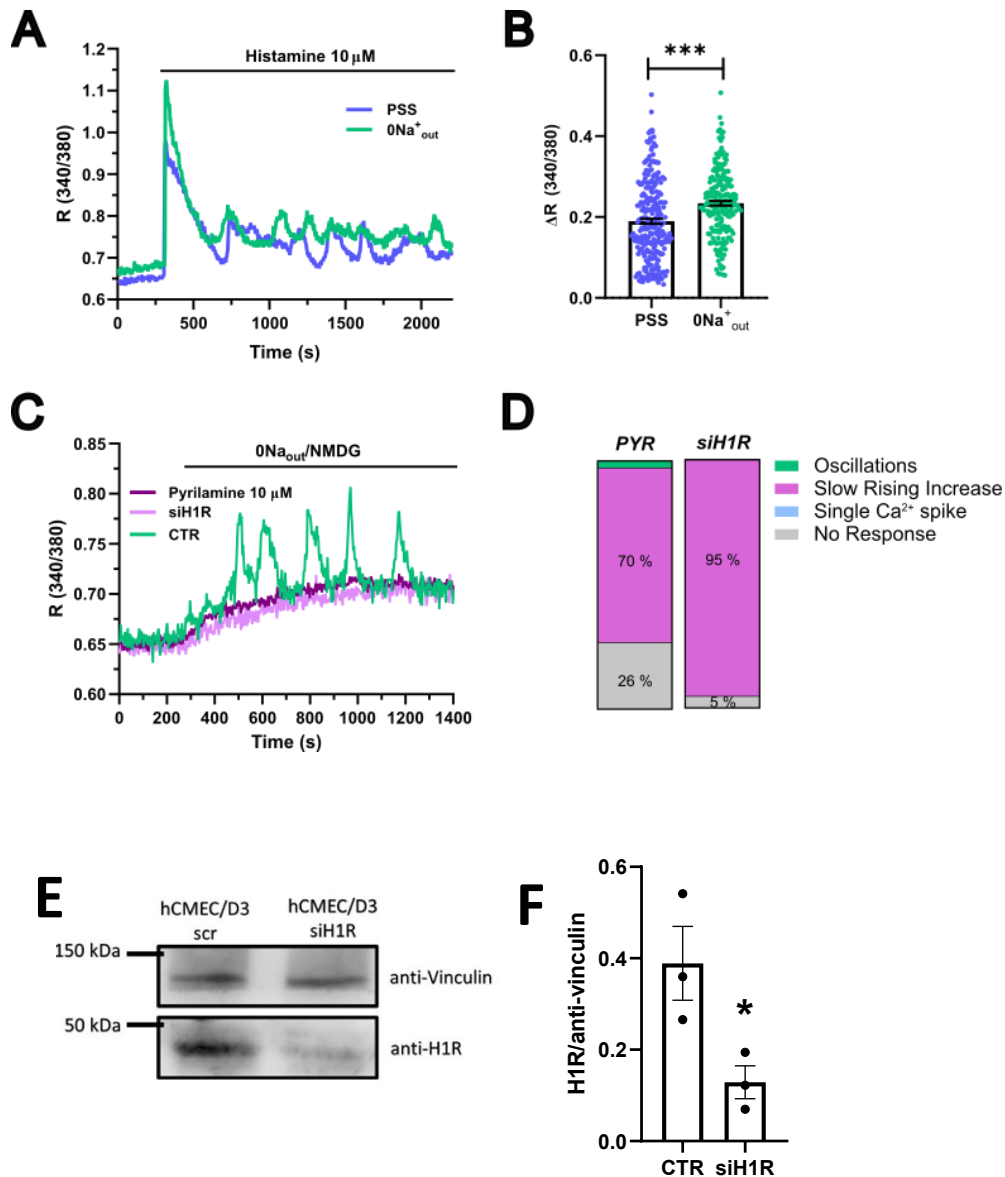 A
Histamine 10 μM
PSS
0Na⁺out
R (340/380)
1.2
1.1
1.0
0.9
0.8
0.7
0.6
0 500 1000 1500 2000
Time (s)
B
***
ΔR (340/380)
0.6
0.4
0.2
0.0
PSS 0Na⁺out
C
0Naout/NMDG
Pyrilamine 10 μM
siH1R
CTR
R (340/380)
0.85
0.80
0.75
0.70
0.65
0.60
0 200 400 600 800 1000 1200 1400
Time (s)
D
PYR siH1R
70 %
26 %
95 %
5 %
Oscillations
Slow Rising Increase
Single Ca²⁺ spike
No Response
E
hCMEC/D3 scr
hCMEC/D3 siH1R
150 kDa
anti-Vinculin
50 kDa
anti-H1R
F
H1R/anti-vinculin
0.6
0.4
0.2
0.0
*
CTR siH1R